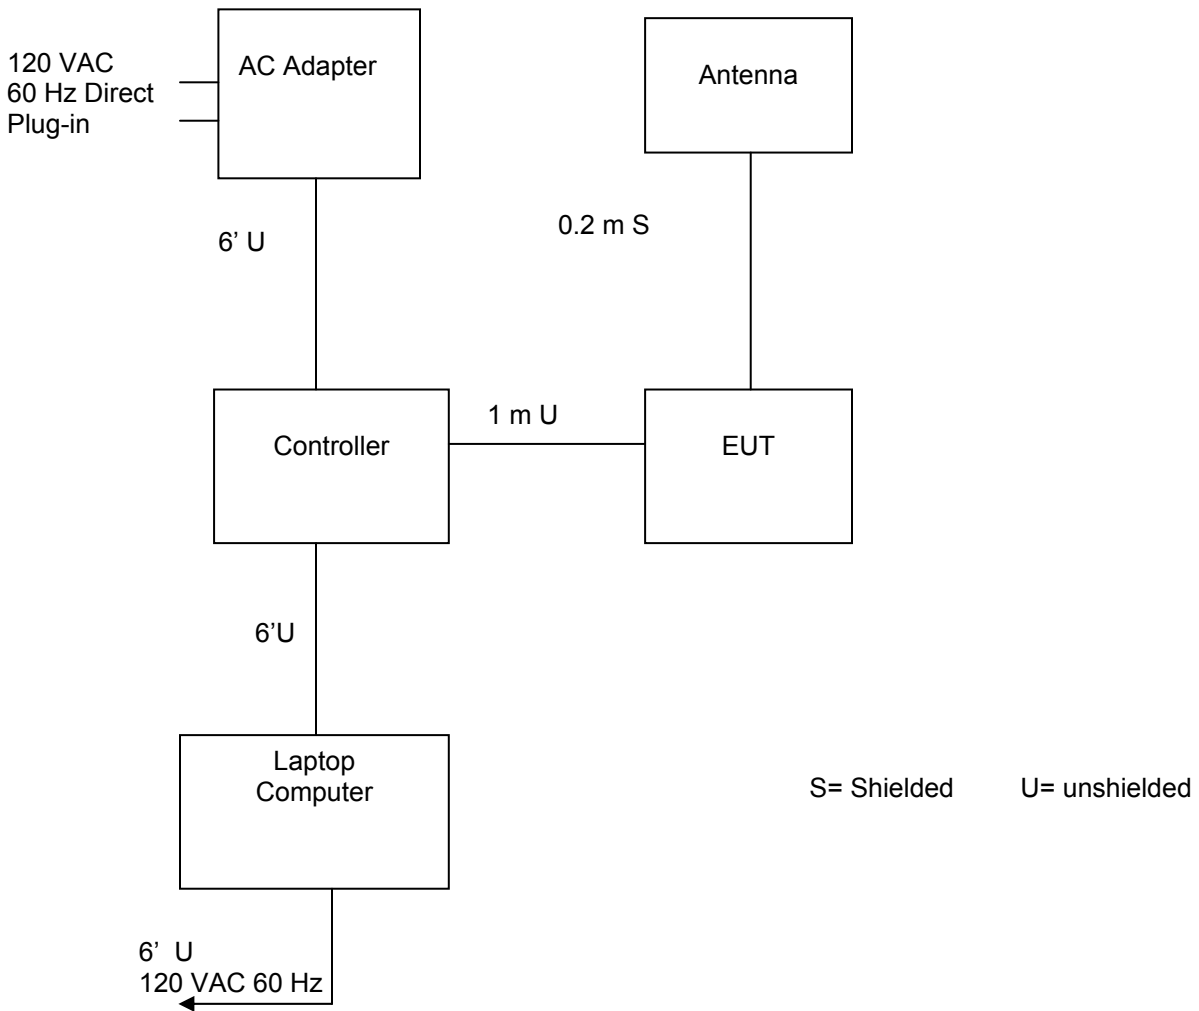 120 VAC
60 Hz Direct
Plug-in
AC Adapter
Antenna
6’ U
0.2 m S
Controller
1 m U
EUT
6’U
Laptop
Computer
S= Shielded U= unshielded
6’ U
120 VAC 60 Hz